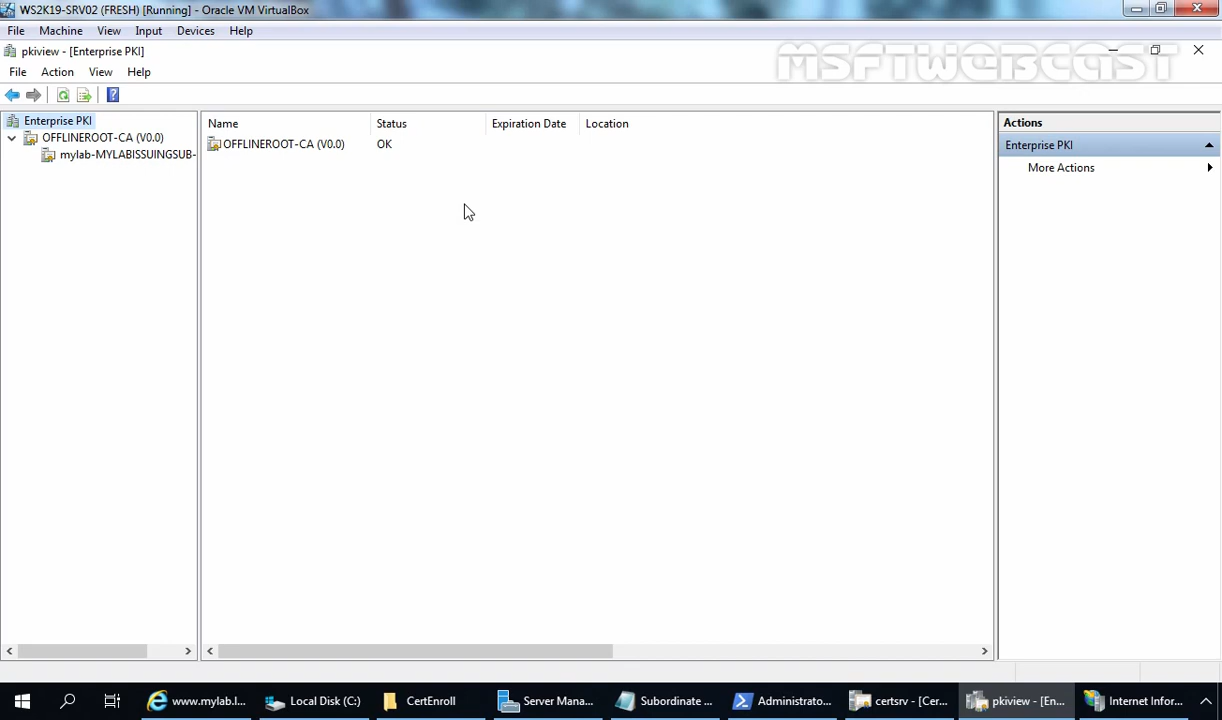 WS2K19-SRV02 (FRESH) [Running] - Oracle VM VirtualBox
File Machine View Input Devices Help
pkiview - [Enterprise PKI]
MSFTWEBCAST
File Action View Help
Enterprise PKI
OFFLINEROOT-CA (V0.0)
mylab-MYLABISSUINGSUB-
Name Status Expiration Date Location
OFFLINEROOT-CA (V0.0) OK
Actions
Enterprise PKI
More Actions
www.mylab.l... Local Disk (C:) CertEnroll Server Mana... Subordinate ... Administrato... certsrv - [Cer... pkiview - [En... Internet Infor...